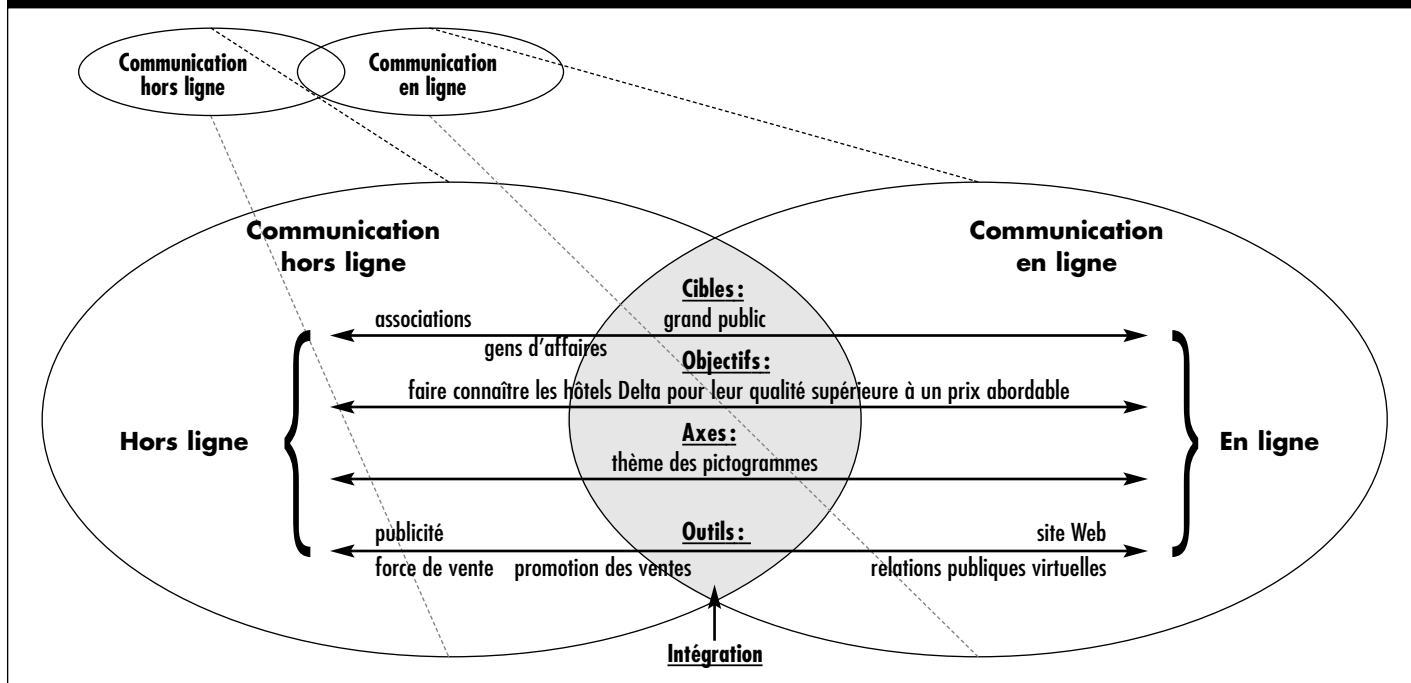 Communication
hors ligne
Communication
en ligne
Communication
hors ligne
Communication
en ligne
Cibles :
associations
grand public
gens d’affaires
Objectifs :
faire connaître les hôtels Delta pour leur qualité supérieure à un prix abordable
Hors ligne
Axes :
En ligne
thème des pictogrammes
publicité
Outils :
site Web
force de vente
promotion des ventes
relations publiques virtuelles
Intégration